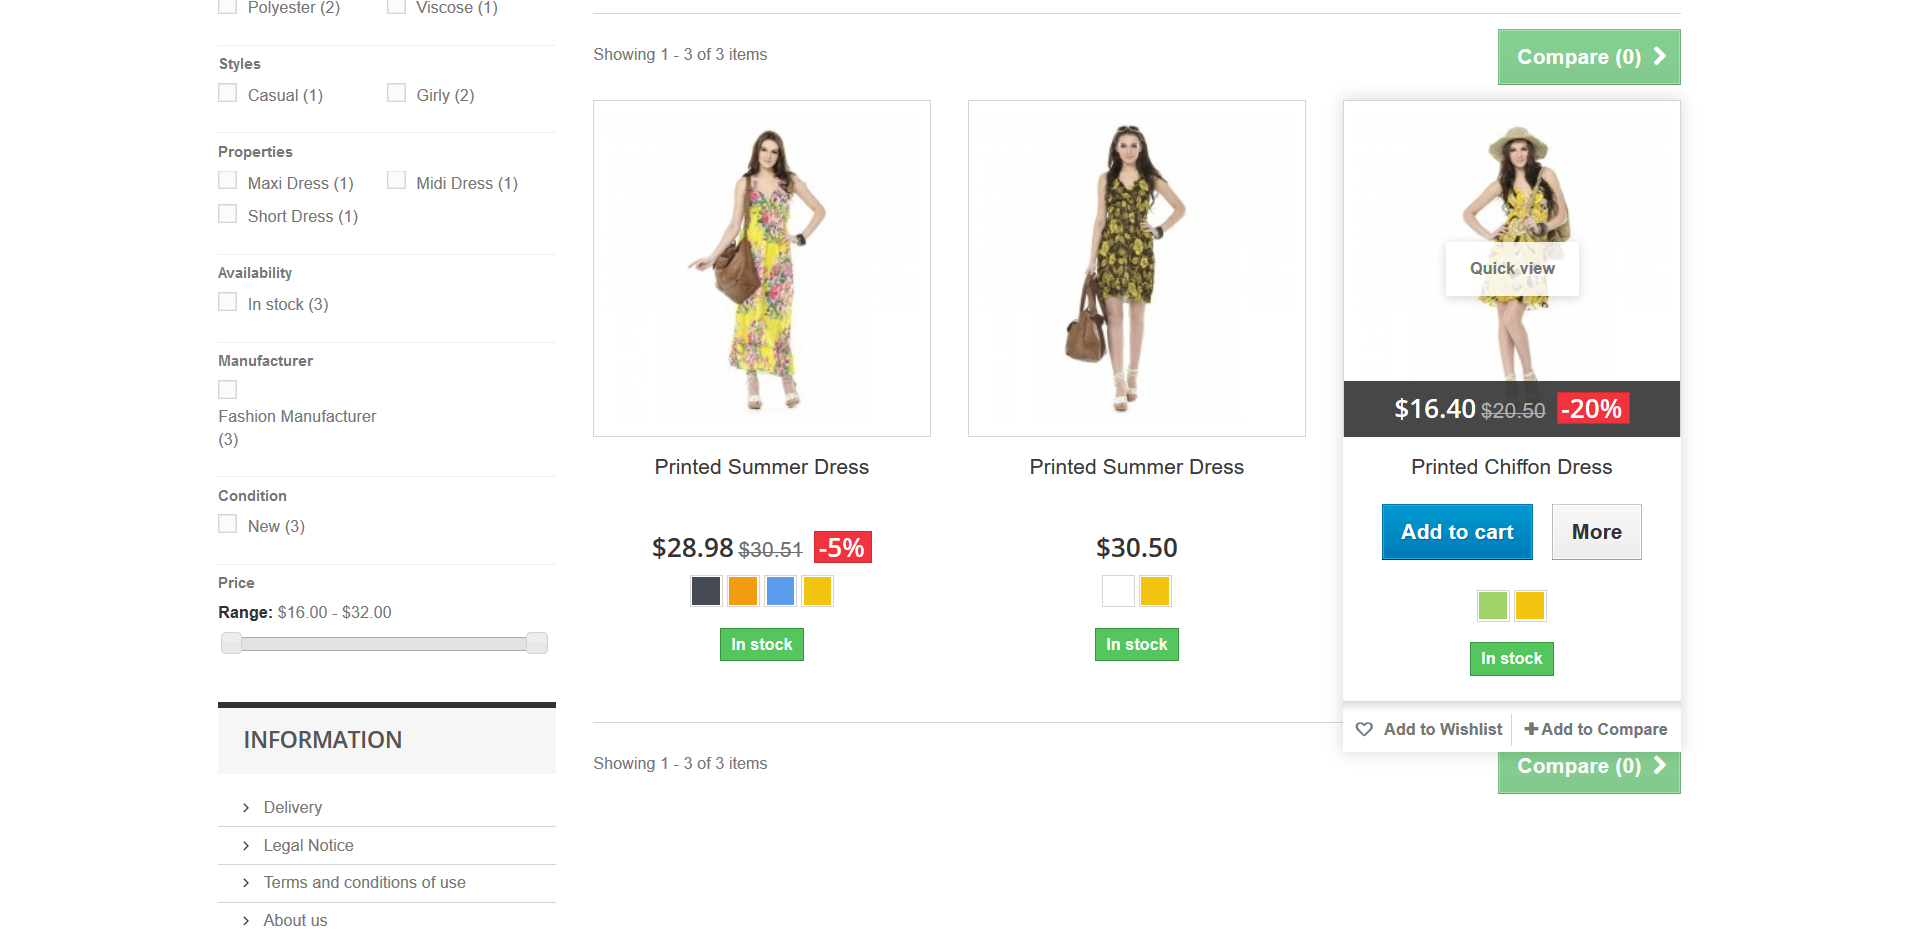 Polyester (2)
Viscose (1)
Styles
Casual (1)
Girly (2)
Properties
Maxi Dress (1)
Midi Dress (1)
Short Dress (1)
Availability
In stock (3)
Manufacturer
Fashion Manufacturer
(3)
Condition
New (3)
Price
Range: $16.00 - $32.00
INFORMATION
Delivery
Legal Notice
Terms and conditions of use
About us
Showing 1 - 3 of 3 items
Compare (0)
Printed Summer Dress
$28.98 $30.51 -5%
In stock
Printed Summer Dress
$30.50
In stock
Quick view
$16.40 $20.50 -20%
Printed Chiffon Dress
Add to cart
More
In stock
Add to Wishlist
Add to Compare
Showing 1 - 3 of 3 items
Compare (0)